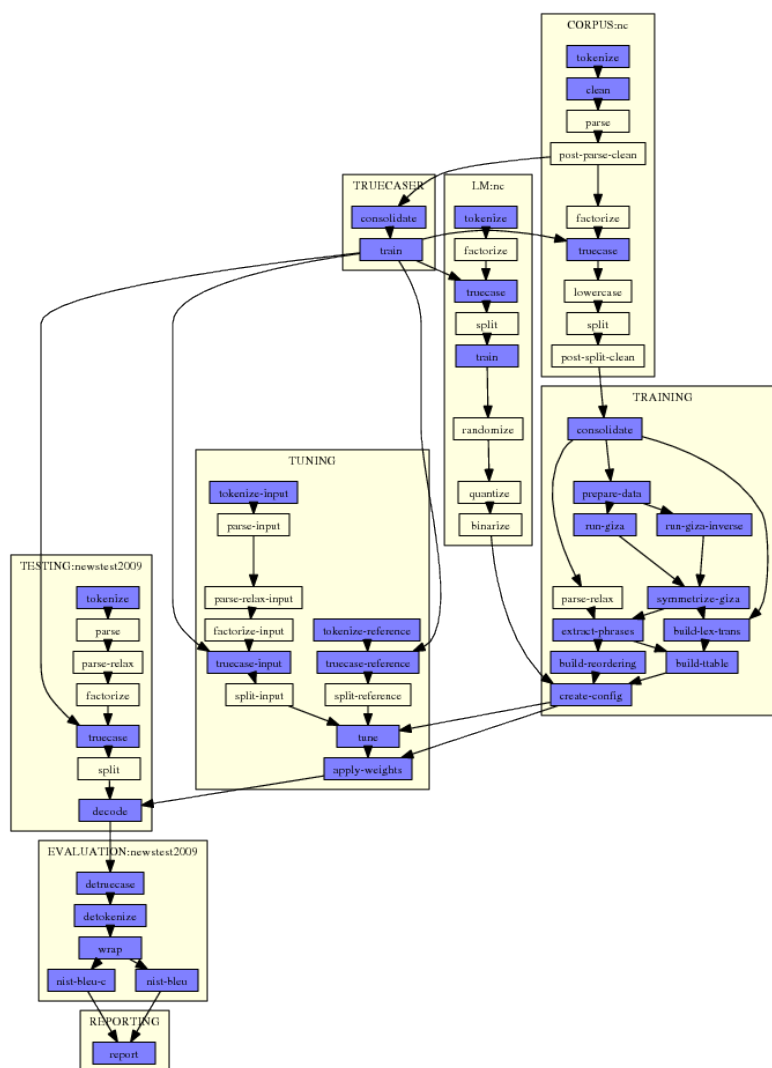 CORPUS:nc
tokenize
clean
parse
post-parse-clean
factorize
truecase
lowercase
split
post-split-clean
TRUECASER
consolidate
train
LM:nc
tokenize
factorize
truecase
split
train
randomize
quantize
binarize
TRAINING
consolidate
prepare-data
run-giza
run-giza-inverse
symmetrize-giza
parse-relax
extract-phrases
build-lex-trans
build-reordering
build-ttable
create-config
TUNING
tokenize-input
parse-input
parse-relax-input
factorize-input
truecase-input
split-input
tokenize-reference
truecase-reference
split-reference
tune
apply-weights
TESTING:newstest2009
tokenize
parse
parse-relax
factorize
truecase
split
decode
EVALUATION:newstest2009
detruecase
detokenize
wrap
nist-bleu-c
nist-bleu
REPORTING
report